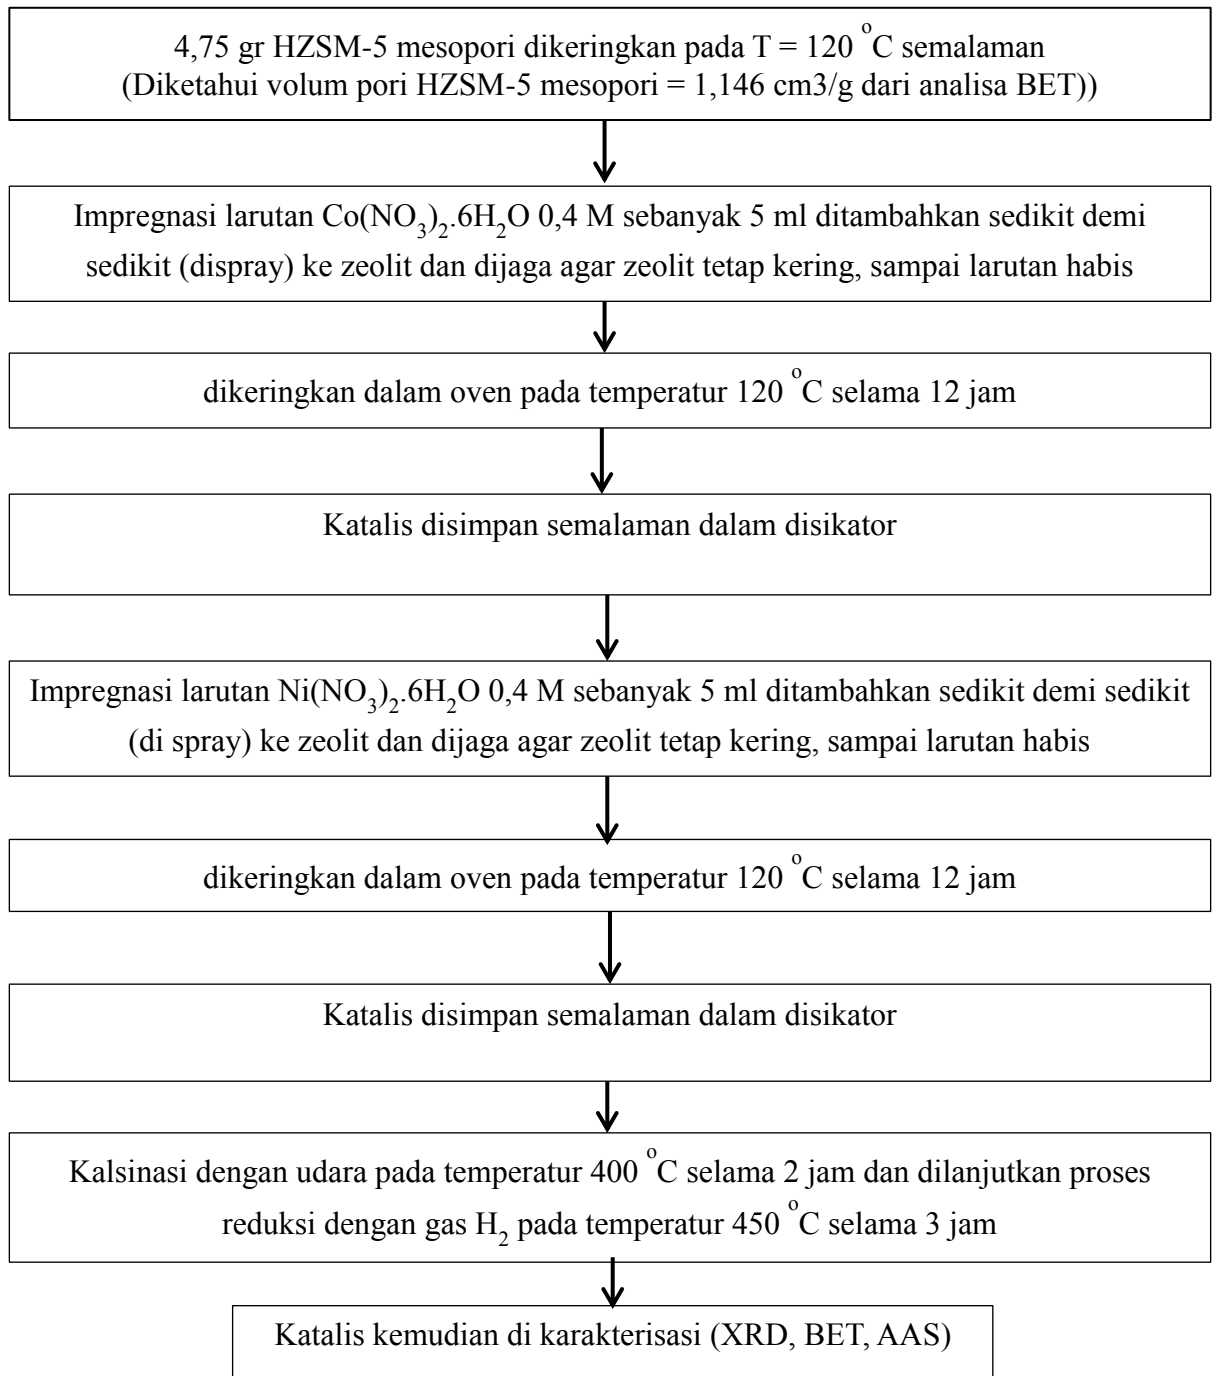 4,75 gr HZSM-5 mesopori dikeringkan pada T = 120 °C semalaman
(Diketahui volum pori HZSM-5 mesopori = 1,146 cm3/g dari analisa BET))
Impregnasi larutan Co(NO₃)₂.6H₂O 0,4 M sebanyak 5 ml ditambahkan sedikit demi
sedikit (dispray) ke zeolit dan dijaga agar zeolit tetap kering, sampai larutan habis
dikeringkan dalam oven pada temperatur 120 °C selama 12 jam
Katalis disimpan semalaman dalam disikator
Impregnasi larutan Ni(NO₃)₂.6H₂O 0,4 M sebanyak 5 ml ditambahkan sedikit demi sedikit
(di spray) ke zeolit dan dijaga agar zeolit tetap kering, sampai larutan habis
dikeringkan dalam oven pada temperatur 120 °C selama 12 jam
Katalis disimpan semalaman dalam disikator
Kalsinasi dengan udara pada temperatur 400 °C selama 2 jam dan dilanjutkan proses
reduksi dengan gas H₂ pada temperatur 450 °C selama 3 jam
Katalis kemudian di karakterisasi (XRD, BET, AAS)